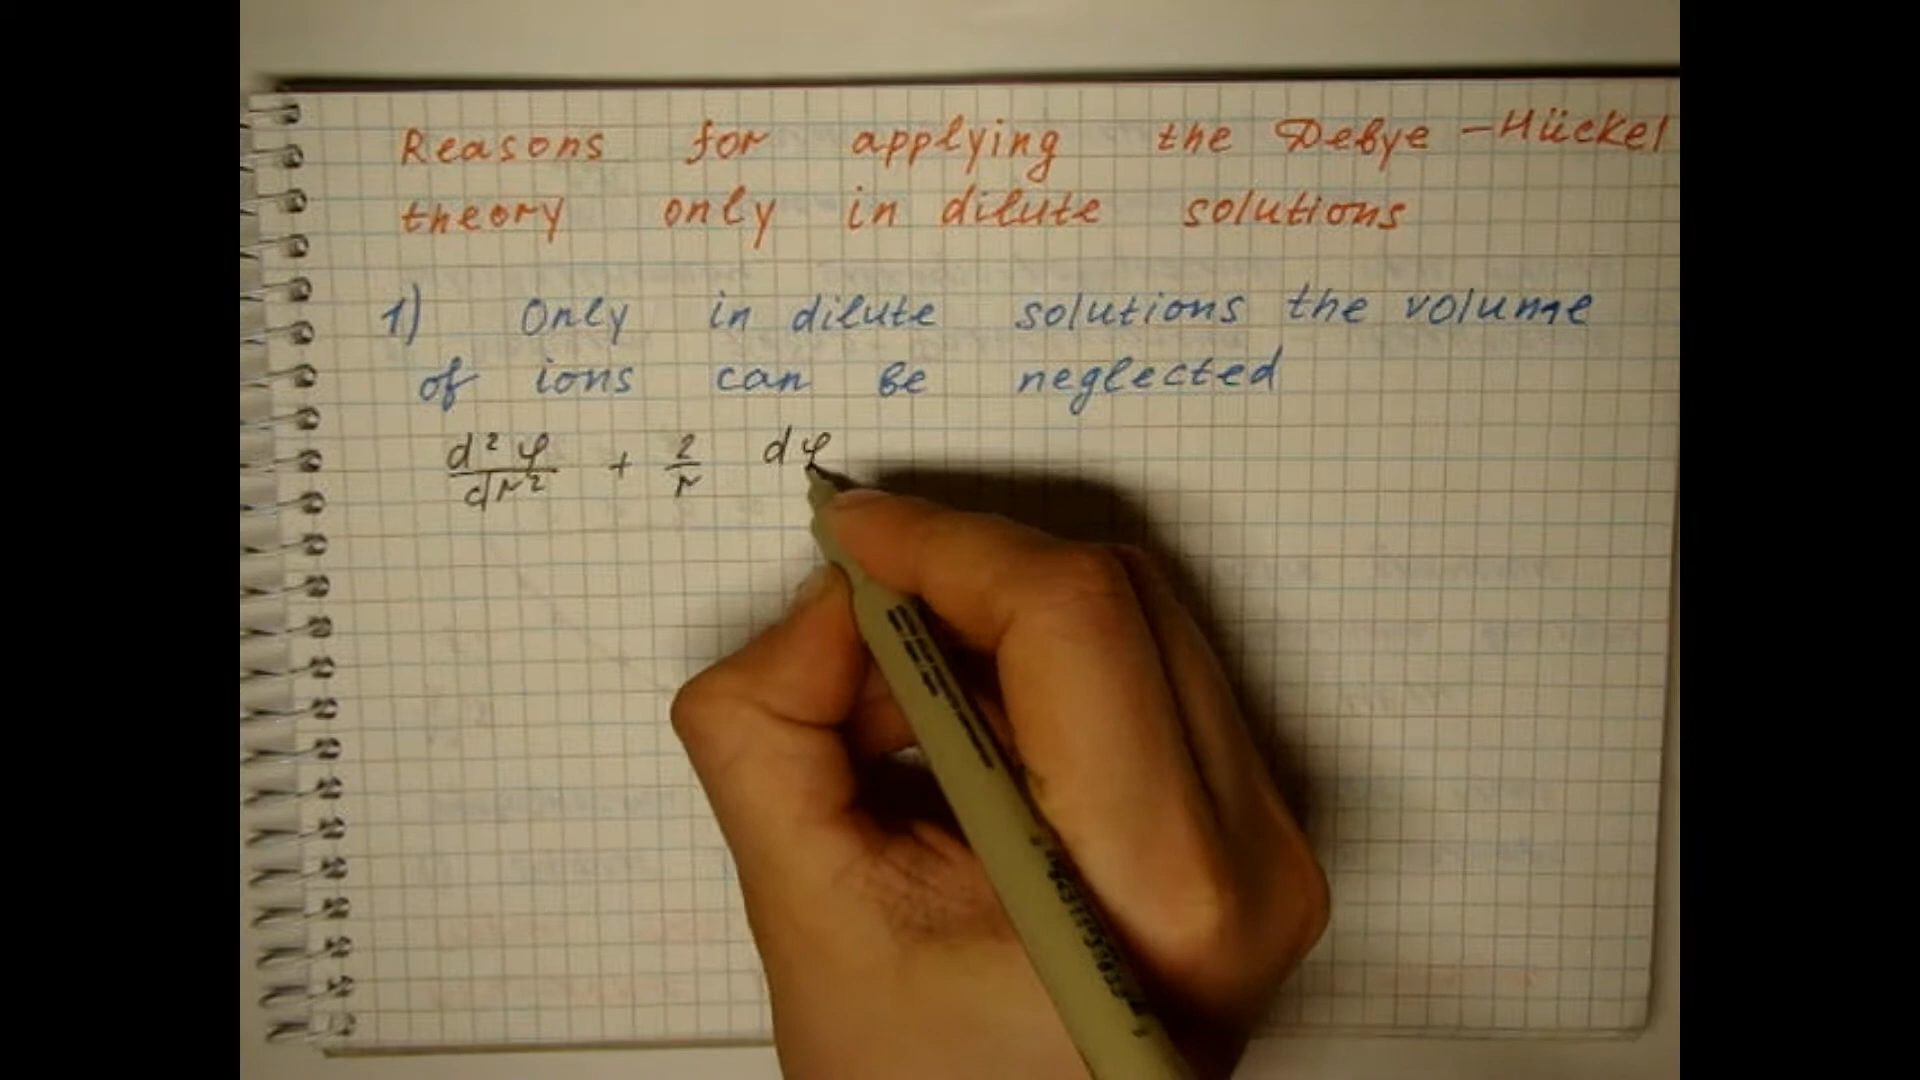 Reasons for applying the Debye-Hückel
theory only in dilute solutions
1) Only in dilute solutions the volume
of ions can be neglected
d²φ/dr² + 2/r dφ